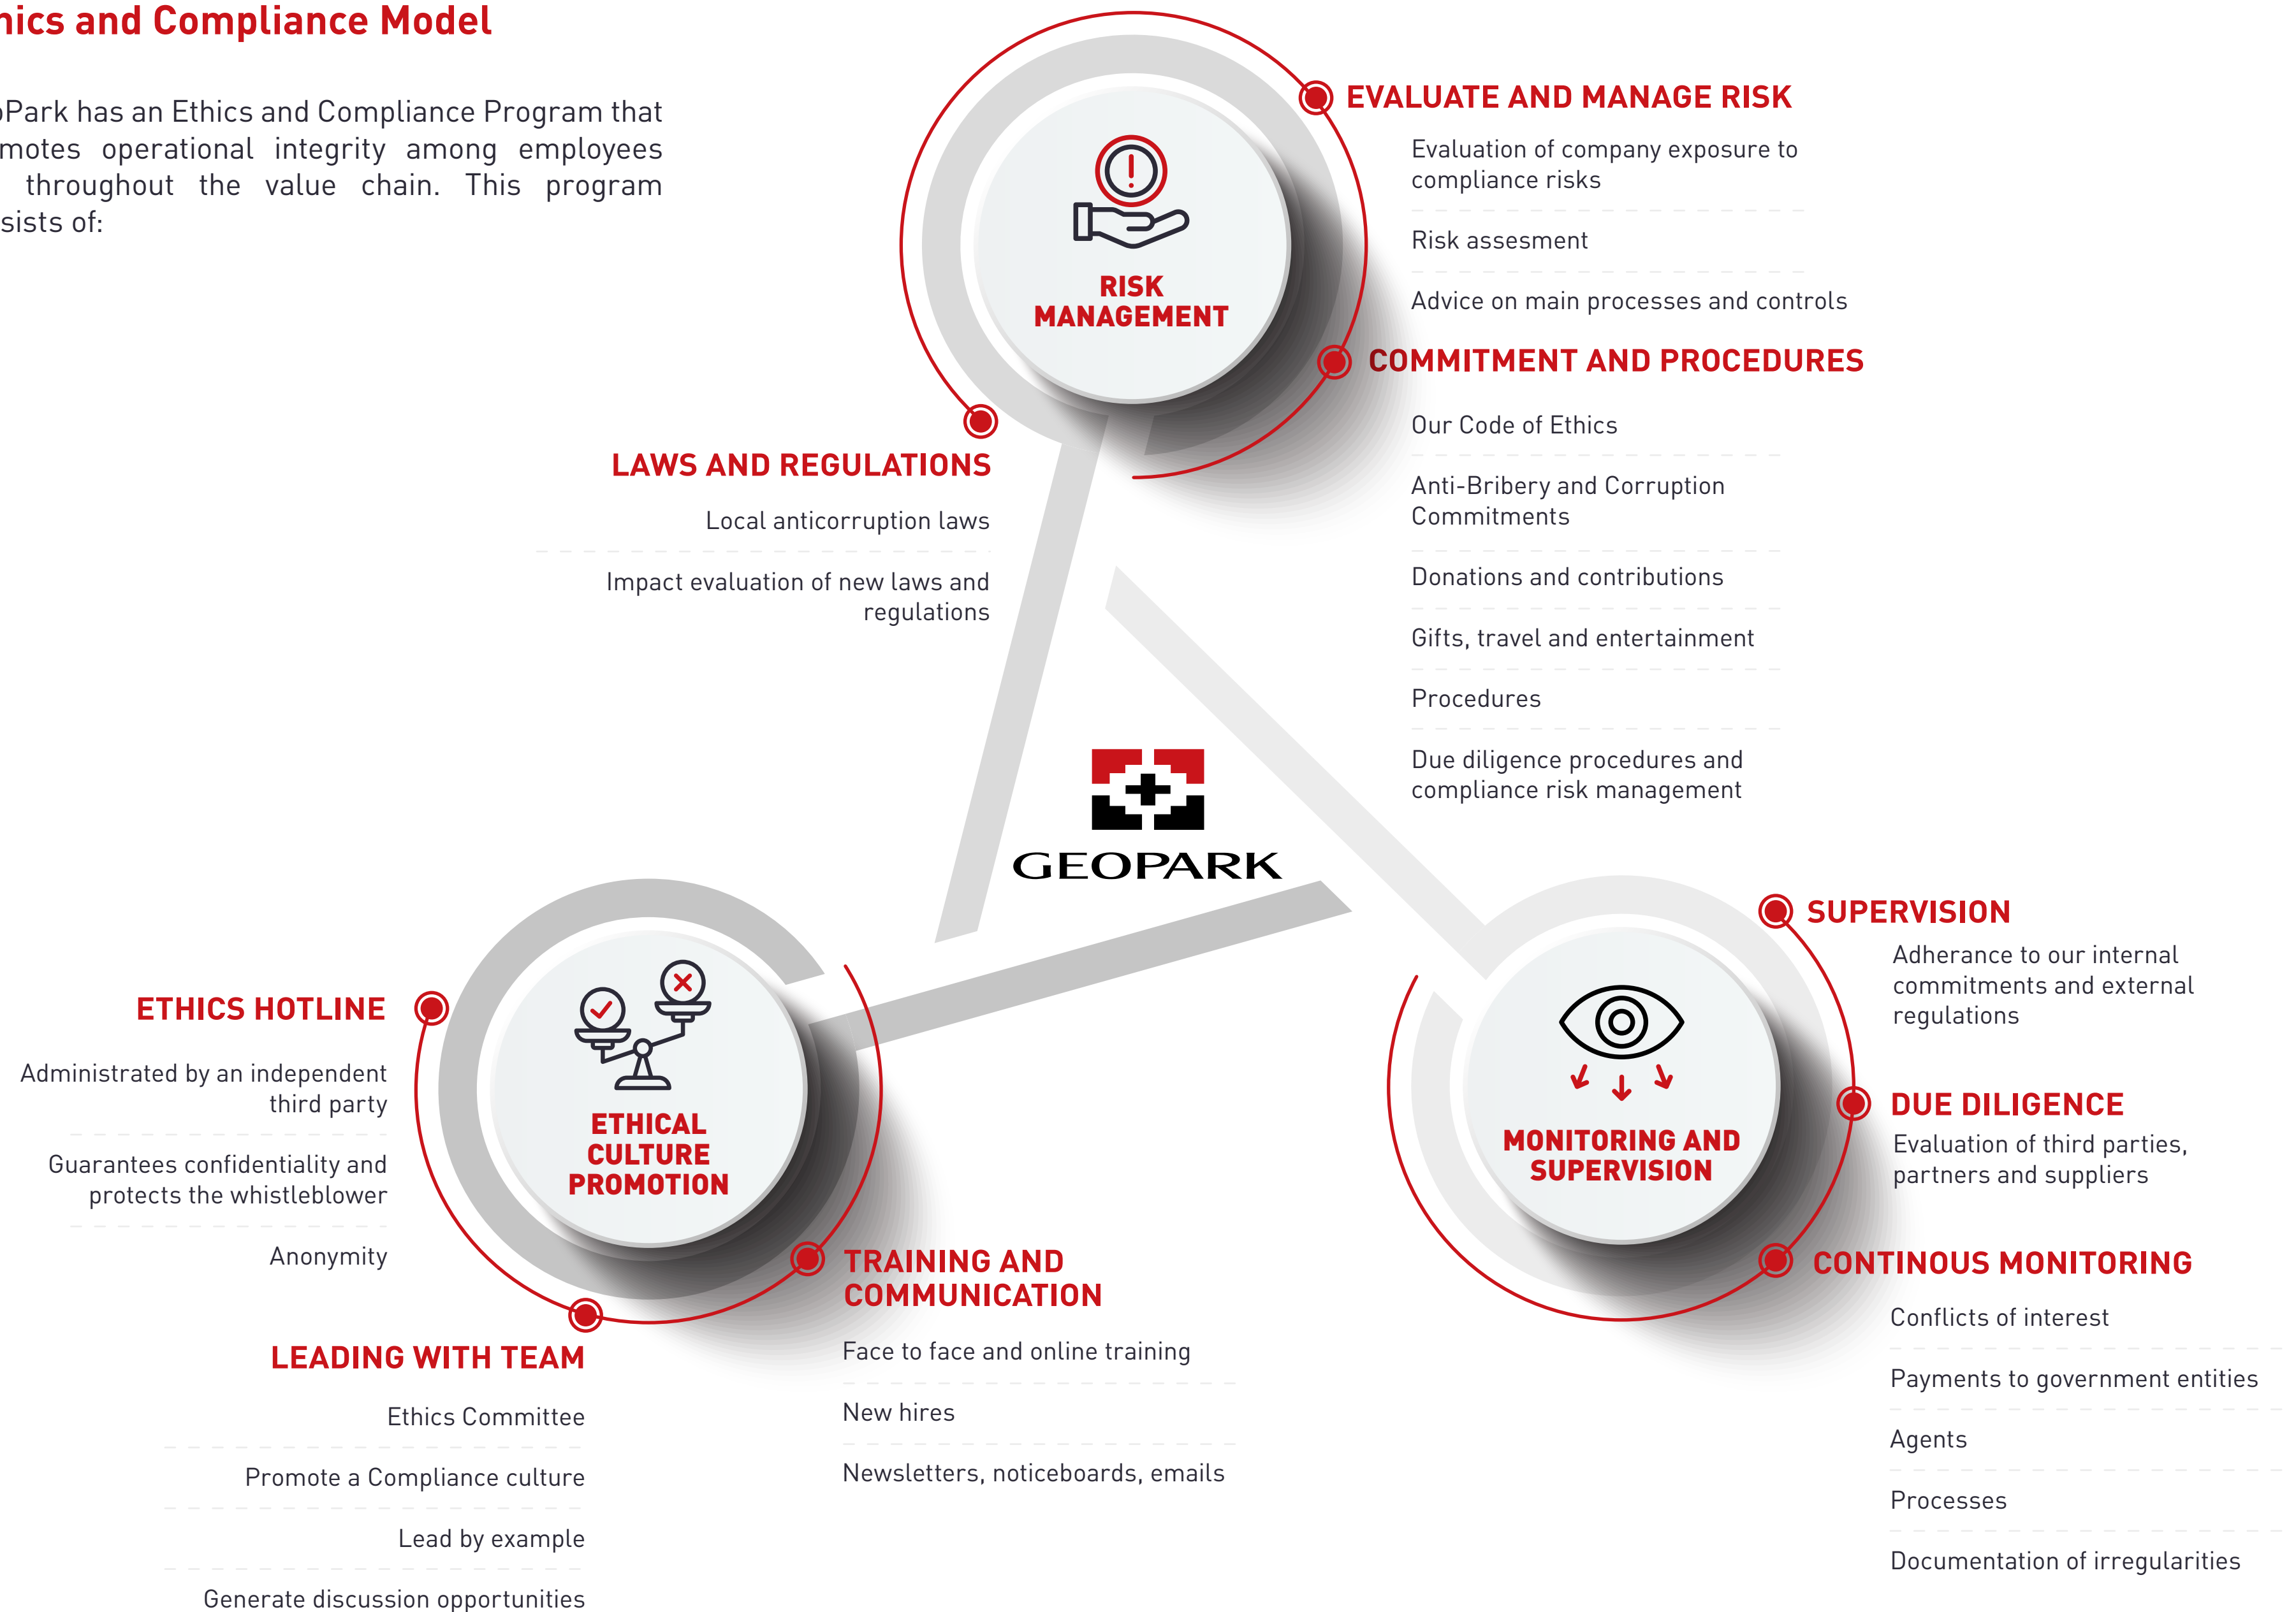 hics and Compliance Model
oPark has an Ethics and Compliance Program that
motes operational integrity among employees
throughout the value chain. This program
sists of:
RISK
MANAGEMENT
EVALUATE AND MANAGE RISK
Evaluation of company exposure to
compliance risks
Risk assesment
Advice on main processes and controls
COMMITMENT AND PROCEDURES
Our Code of Ethics
Anti-Bribery and Corruption
Commitments
Donations and contributions
Gifts, travel and entertainment
Procedures
Due diligence procedures and
compliance risk management
LAWS AND REGULATIONS
Local anticorruption laws
Impact evaluation of new laws and
regulations
GEOPARK
ETHICAL
CULTURE
PROMOTION
ETHICS HOTLINE
Administrated by an independent
third party
Guarantees confidentiality and
protects the whistleblower
Anonymity
LEADING WITH TEAM
Ethics Committee
Promote a Compliance culture
Lead by example
Generate discussion opportunities
TRAINING AND
COMMUNICATION
Face to face and online training
New hires
Newsletters, noticeboards, emails
MONITORING AND
SUPERVISION
SUPERVISION
Adherance to our internal
commitments and external
regulations
DUE DILIGENCE
Evaluation of third parties,
partners and suppliers
CONTINOUS MONITORING
Conflicts of interest
Payments to government entities
Agents
Processes
Documentation of irregularities